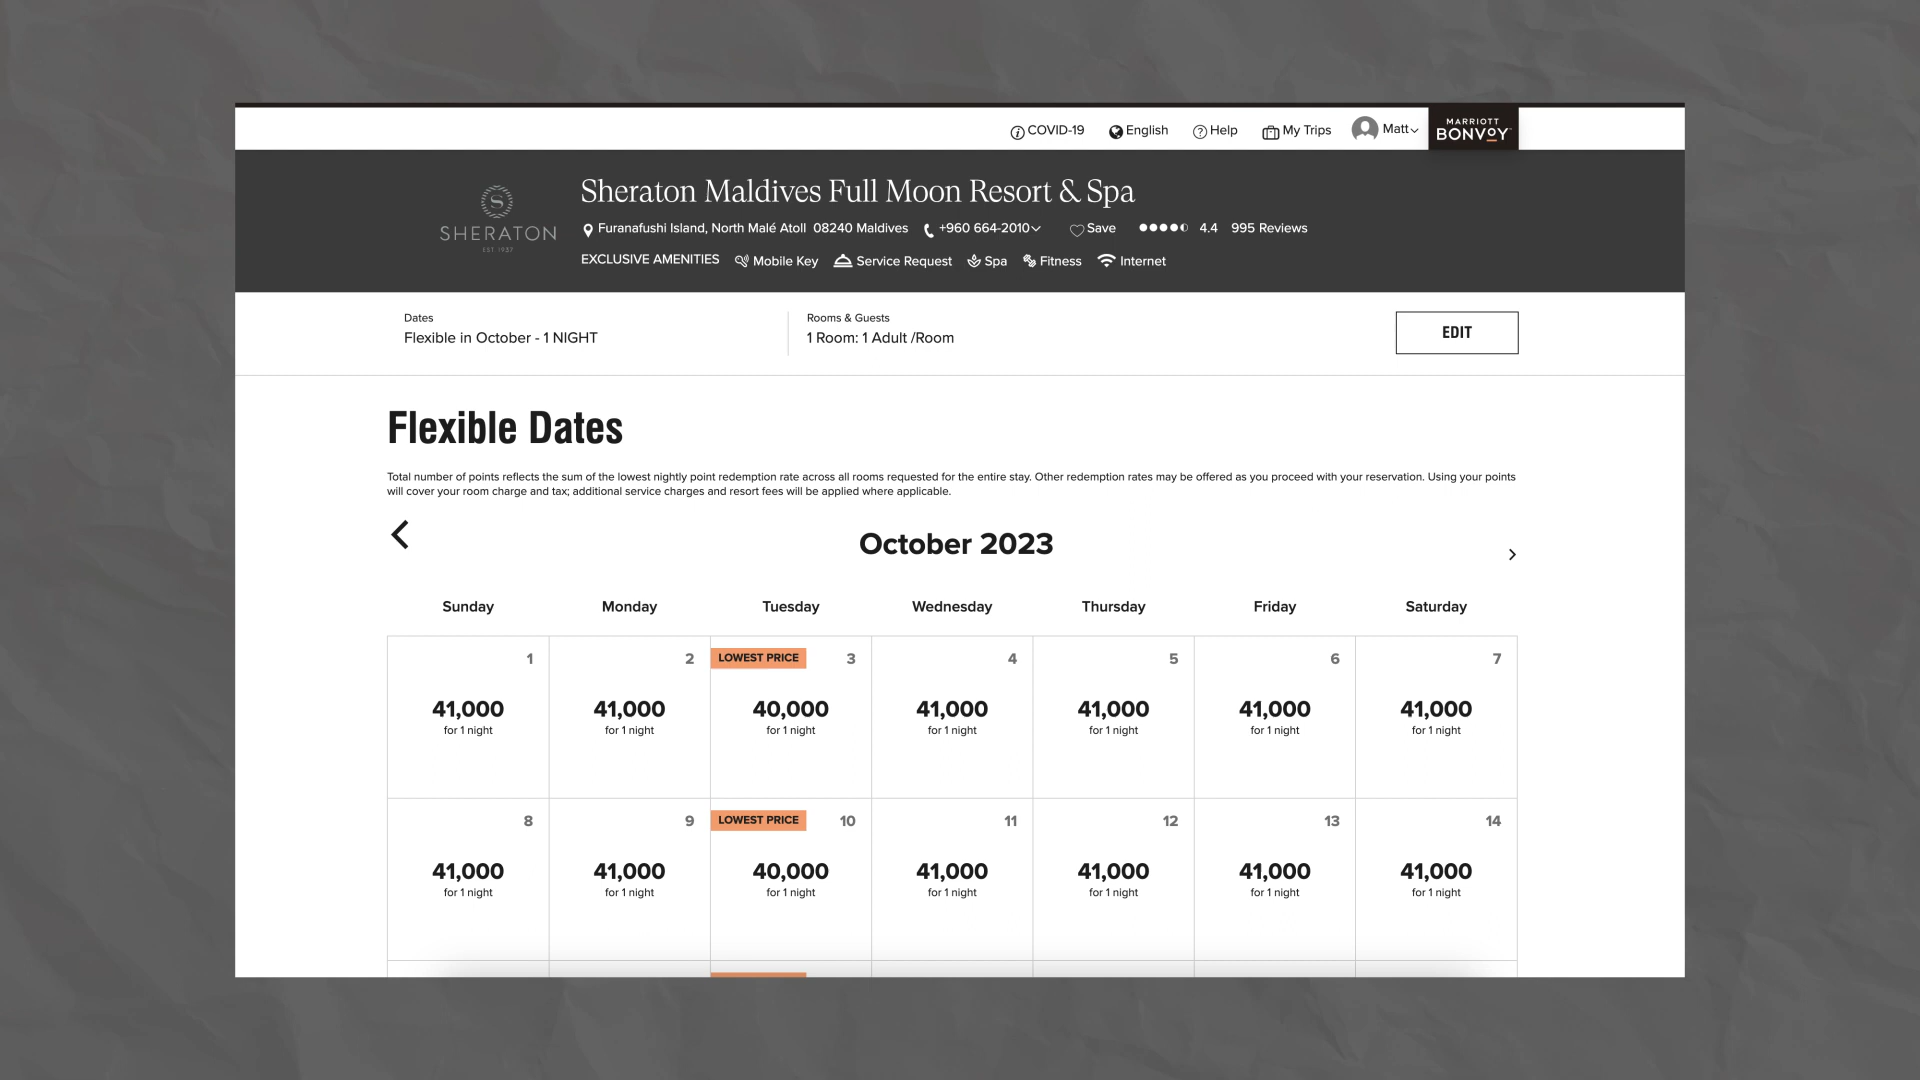 COVID-19 English Help My Trips Matt MARRIOTT BONVOY
Sheraton Maldives Full Moon Resort & Spa
S
SHERATON
EST. 1937
Furanafushi Island, North Malé Atoll 08240 Maldives +960 664-2010 Save 4.4 995 Reviews
EXCLUSIVE AMENITIES Mobile Key Service Request Spa Fitness Internet
Dates
Flexible in October - 1 NIGHT
Rooms & Guests
1 Room: 1 Adult /Room
EDIT
Flexible Dates
Total number of points reflects the sum of the lowest nightly point redemption rate across all rooms requested for the entire stay. Other redemption rates may be offered as you proceed with your reservation. Using your points
will cover your room charge and tax; additional service charges and resort fees will be applied where applicable.
October 2023
Sunday Monday Tuesday Wednesday Thursday Friday Saturday
1 2 LOWEST PRICE 3 4 5 6 7
41,000 41,000 40,000 41,000 41,000 41,000 41,000
for 1 night for 1 night for 1 night for 1 night for 1 night for 1 night for 1 night
8 9 LOWEST PRICE 10 11 12 13 14
41,000 41,000 40,000 41,000 41,000 41,000 41,000
for 1 night for 1 night for 1 night for 1 night for 1 night for 1 night for 1 night